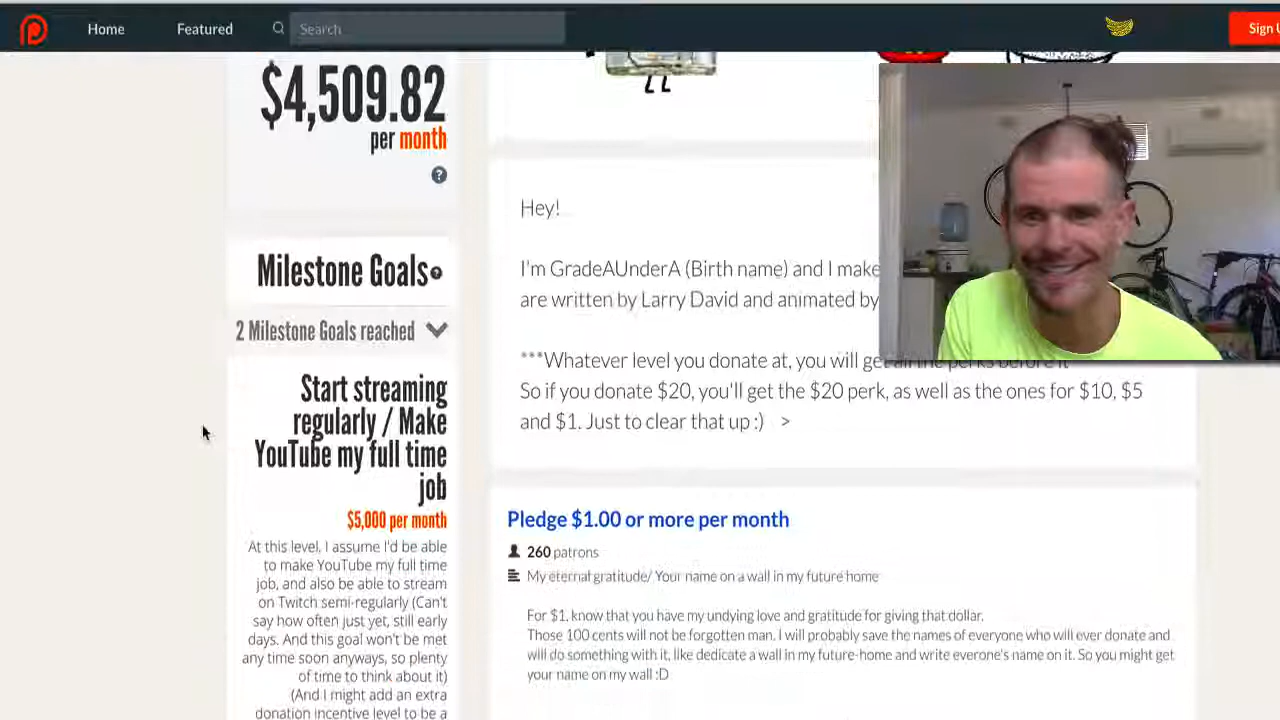 Home Featured Search Sign
$4,509.82
per month
Milestone Goals
2 Milestone Goals reached
Start streaming
regularly / Make
YouTube my full time
job
$5,000 per month
At this level, I assume I'd be able
to make YouTube my full time
job, and also be able to stream
on Twitch semi-regularly (Can't
say how often just yet, still early
days. And this goal won't be met
any time soon anyways, so plenty
of time to think about it)
(And I might add an extra
donation incentive level to be a
Hey!
I'm GradeAUnderA (Birth name) and I make
are written by Larry David and animated by
***Whatever level you donate at, you will get all the perks before it
So if you donate $20, you'll get the $20 perk, as well as the ones for $10, $5
and $1. Just to clear that up :) >
Pledge $1.00 or more per month
260 patrons
My eternal gratitude/ Your name on a wall in my future home
For $1, know that you have my undying love and gratitude for giving that dollar.
Those 100 cents will not be forgotten man. I will probably save the names of everyone who will ever donate and
will do something with it, like dedicate a wall in my future-home and write everone's name on it. So you might get
your name on my wall :D